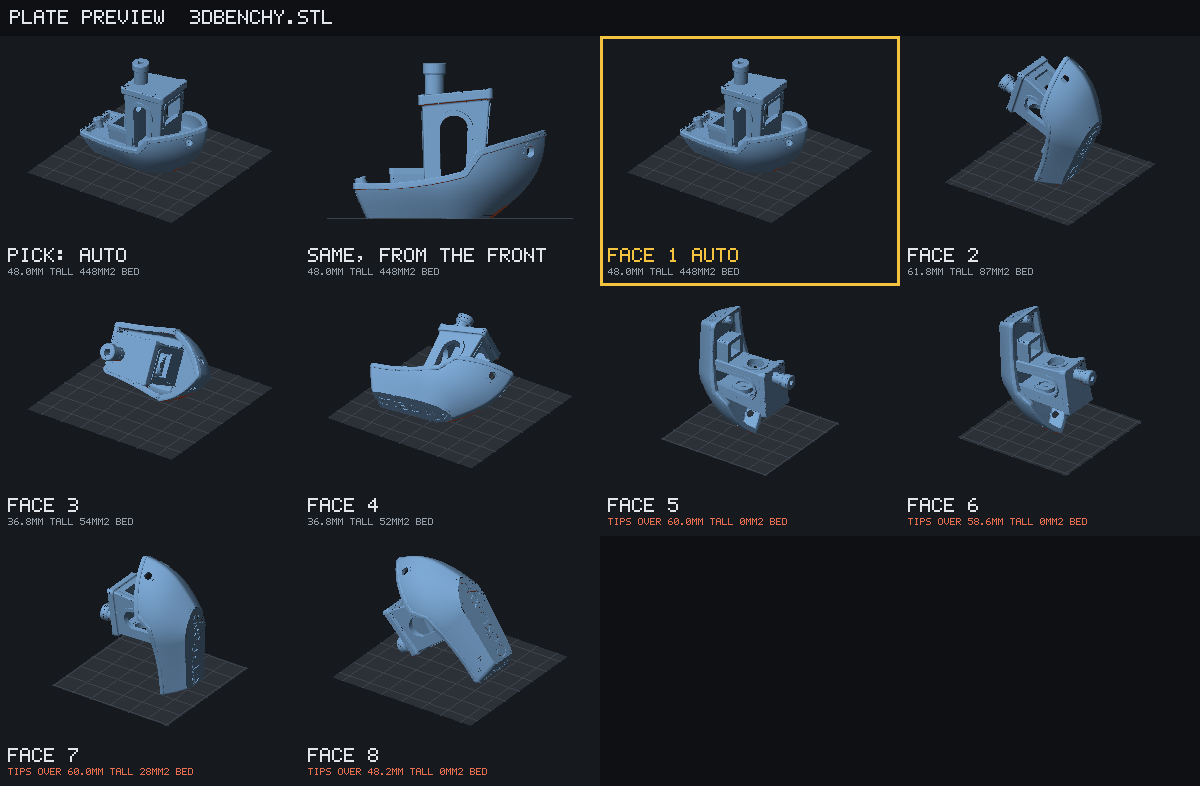 PLATE PREVIEW  3DBENCHY.STL
PICK: AUTO
48.0MM TALL 448MM2 BED
SAME, FROM THE FRONT
48.0MM TALL 448MM2 BED
FACE 1 AUTO
48.0MM TALL 448MM2 BED
FACE 2
61.8MM TALL 87MM2 BED
FACE 3
36.8MM TALL 54MM2 BED
FACE 4
36.8MM TALL 52MM2 BED
FACE 5
TIPS OVER 60.0MM TALL 0MM2 BED
FACE 6
TIPS OVER 58.6MM TALL 0MM2 BED
FACE 7
TIPS OVER 60.0MM TALL 28MM2 BED
FACE 8
TIPS OVER 48.2MM TALL 0MM2 BED